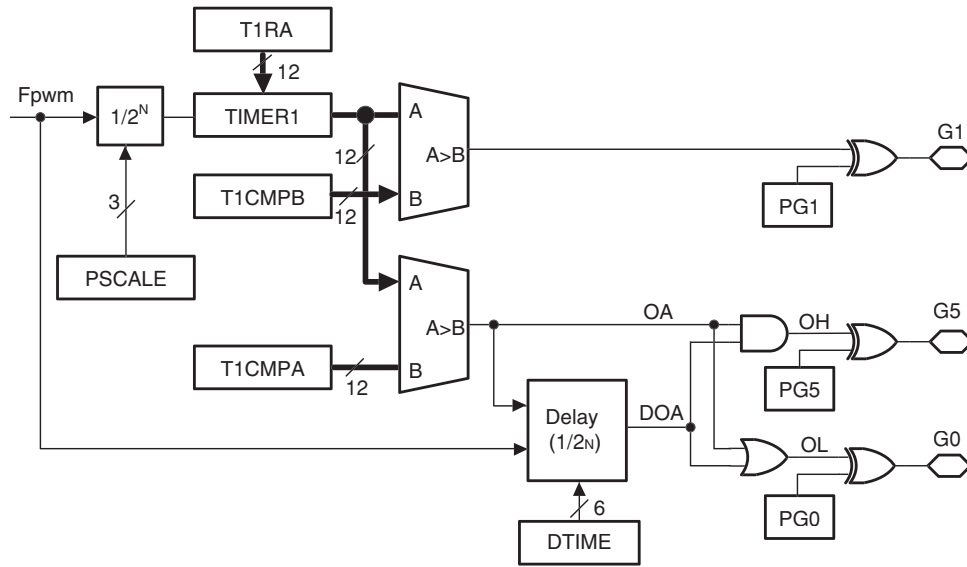 T1RA
12
Fpwm
1/2ᴺ
TIMER1
A
G1
12
A>B
3
T1CMPB
12
B
PG1
PSCALE
A
OA
OH
G5
A>B
T1CMPA
12
B
PG5
Delay
(1/2N)
DOA
OL
G0
6
PG0
DTIME